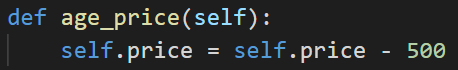 def age_price(self):
    self.price = self.price - 500